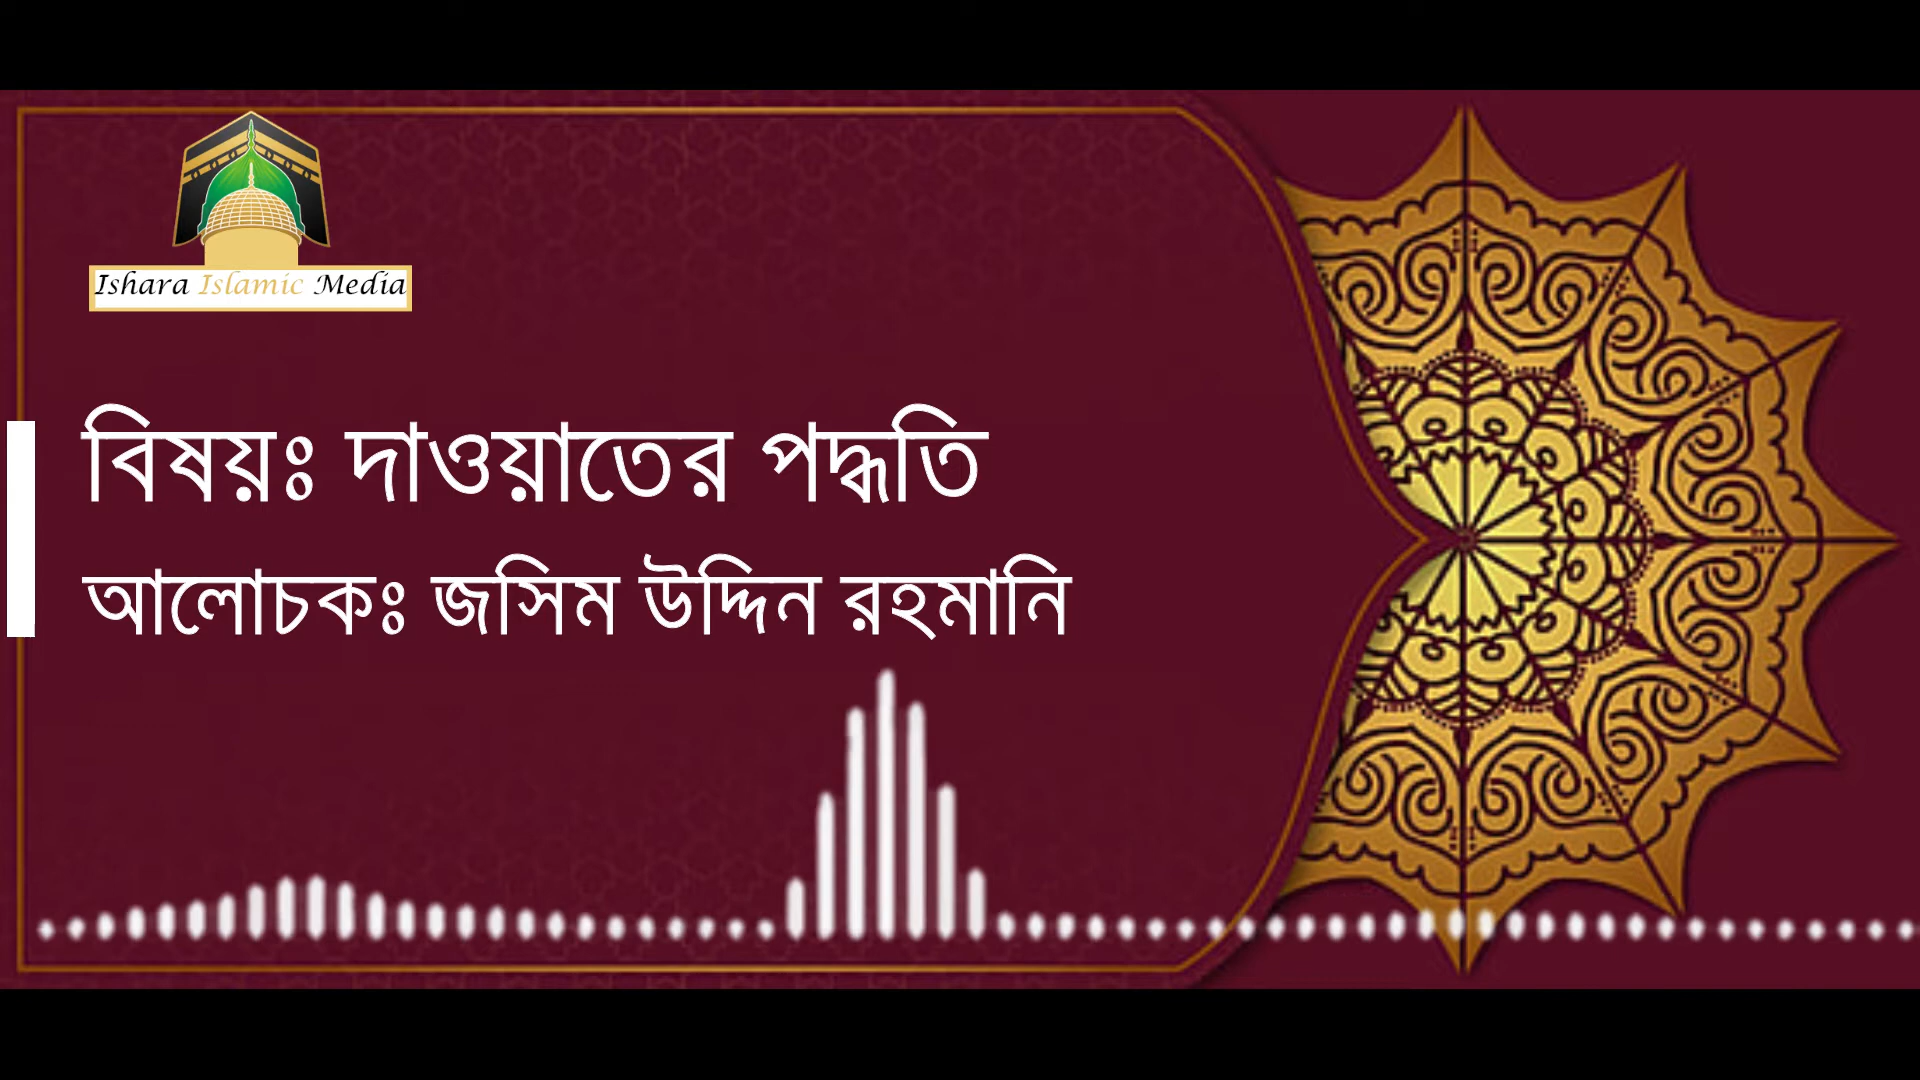 Ishara Islamic Media
বিষয়ঃ দাওয়াতের পদ্ধতি
আলোচকঃ জসিম উদ্দিন রহমানি